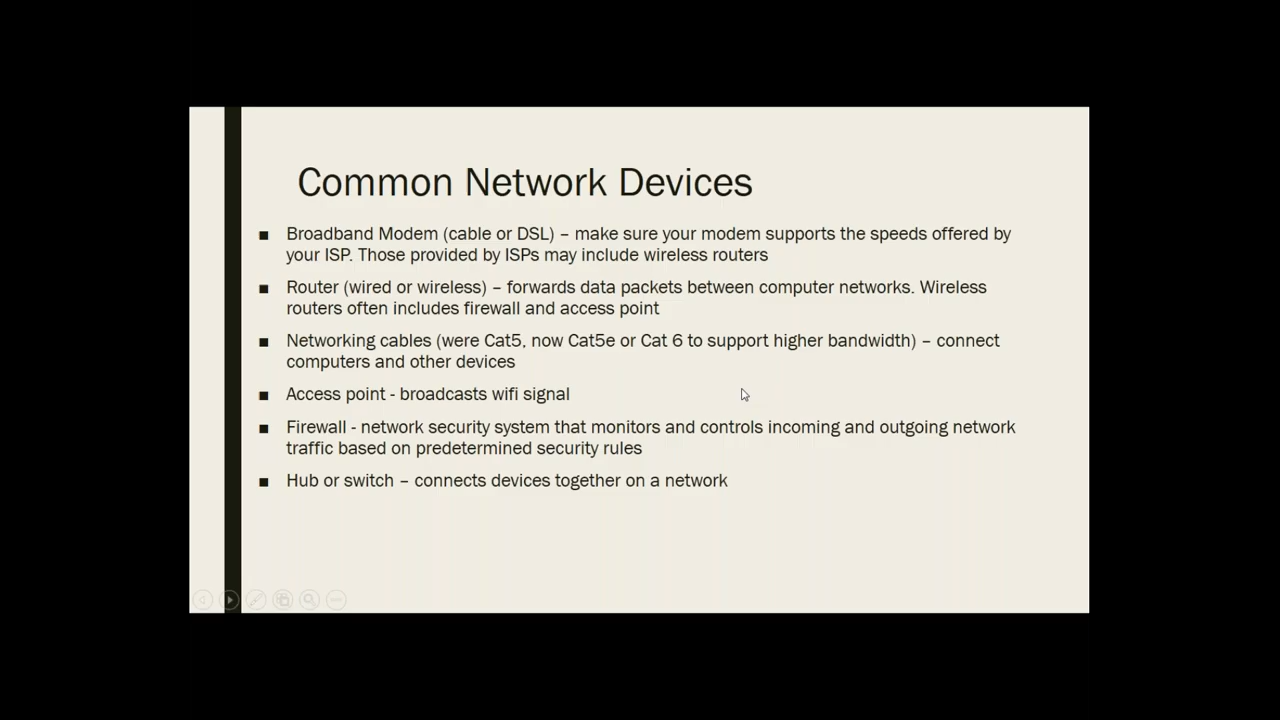 Common Network Devices
■ Broadband Modem (cable or DSL) – make sure your modem supports the speeds offered by
your ISP. Those provided by ISPs may include wireless routers
■ Router (wired or wireless) – forwards data packets between computer networks. Wireless
routers often includes firewall and access point
■ Networking cables (were Cat5, now Cat5e or Cat 6 to support higher bandwidth) – connect
computers and other devices
■ Access point - broadcasts wifi signal
■ Firewall - network security system that monitors and controls incoming and outgoing network
traffic based on predetermined security rules
■ Hub or switch – connects devices together on a network